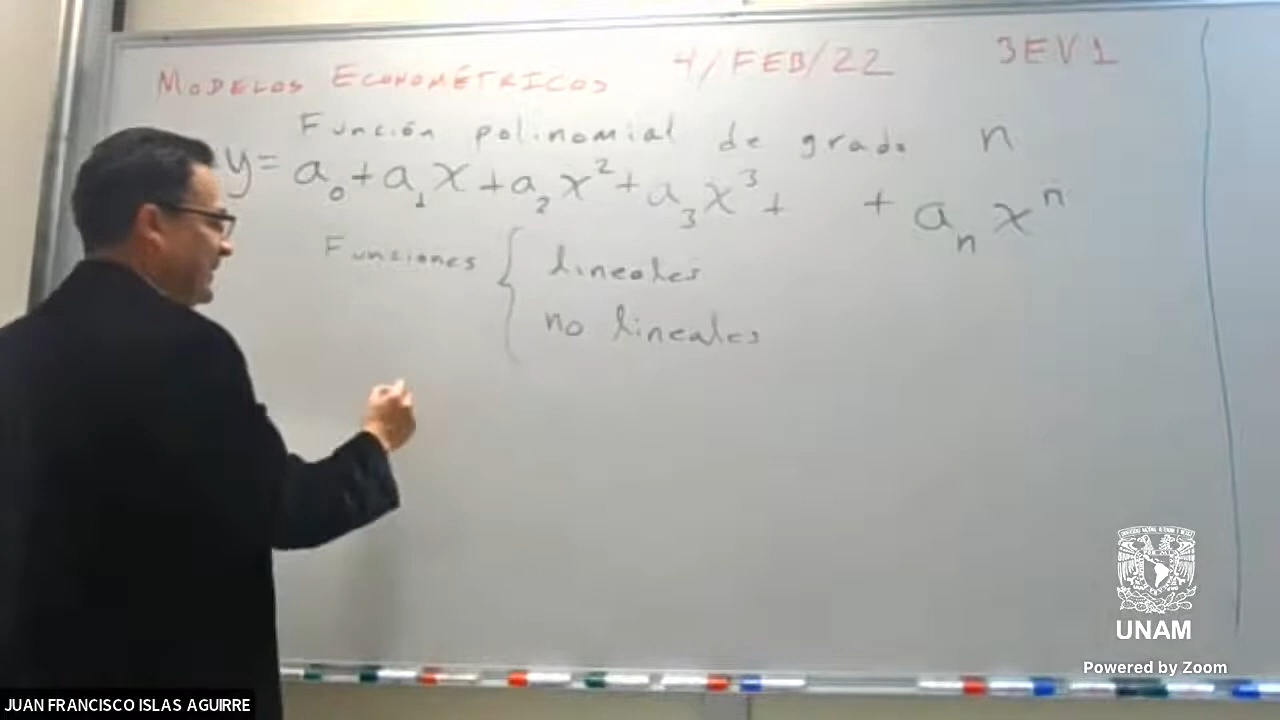 MODELOS ECONOMÉTRICOS 4/FEB/22 3EV1
Función polinomial de grado n
y= a₀+a₁x+a₂x²+a₃x³+ + aₙxⁿ
Funciones { lineales
no lineales
UNAM
Powered by Zoom
JUAN FRANCISCO ISLAS AGUIRRE